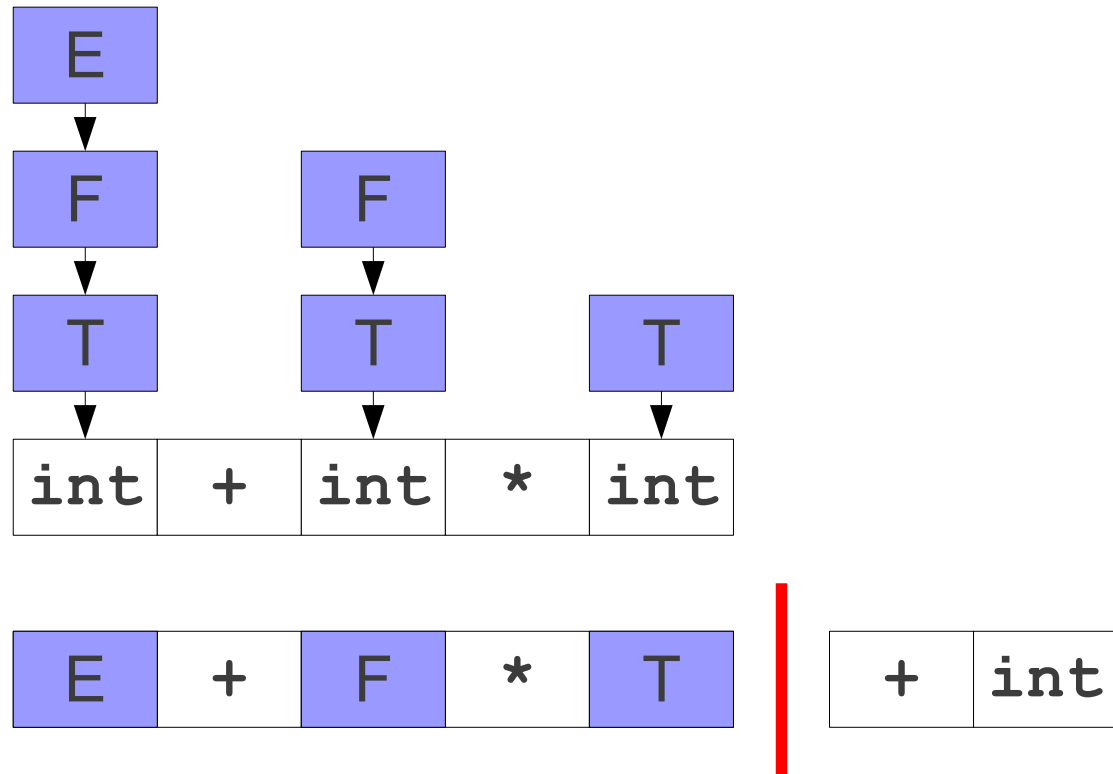 E
F F
T T T
int + int * int
E + F * T + int